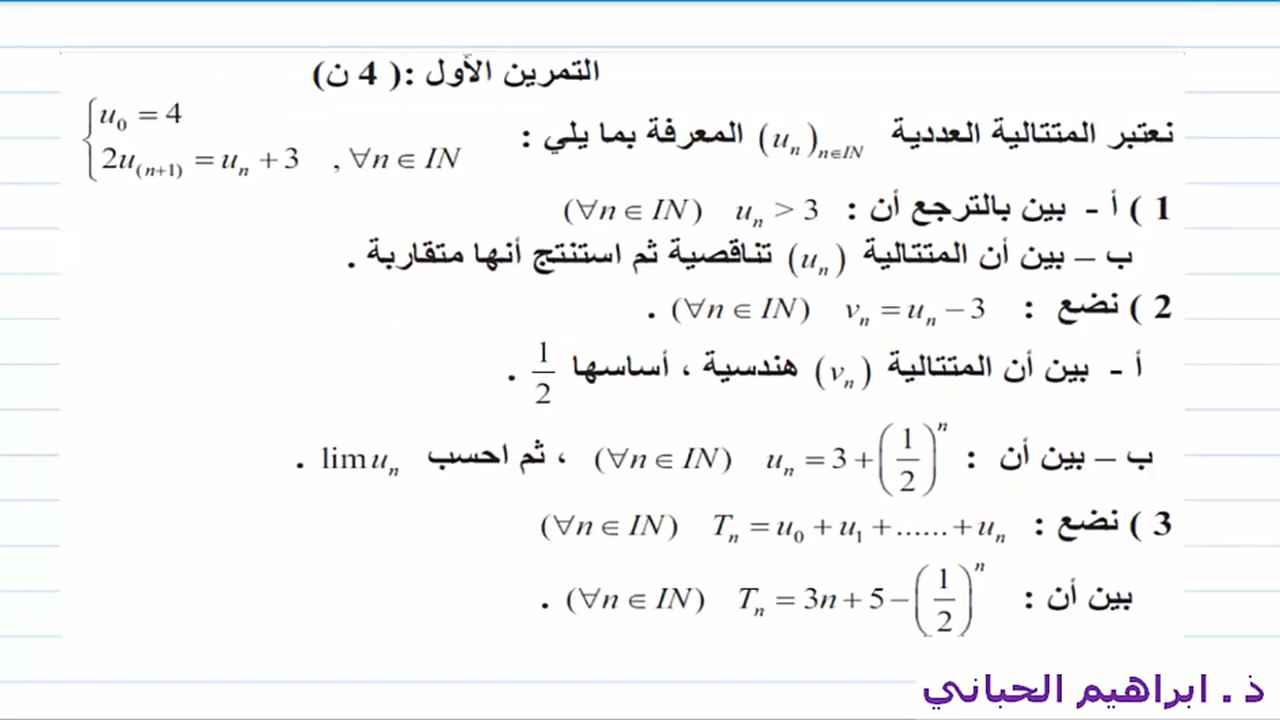 التمرين الأول :( 4 ن)
نعتبر المتتالية العددية $(u_n)_{n \in IN}$ المعرفة بما يلي : $\begin{cases} u_0 = 4 \\ 2u_{(n+1)} = u_n + 3 \quad , \forall n \in IN \end{cases}$
1 ) أ - بين بالترجع أن : $u_n > 3$ $(\forall n \in IN)$
ب – بين أن المتتالية $(u_n)$ تناقصية ثم استنتج أنها متقاربة .
2 ) نضع : $v_n = u_n - 3$ $(\forall n \in IN)$ .
أ - بين أن المتتالية $(v_n)$ هندسية ، أساسها $\frac{1}{2}$ .
ب – بين أن : $u_n = 3 + \left(\frac{1}{2}\right)^n$ $(\forall n \in IN)$ ، ثم احسب $\lim u_n$ .
3 ) نضع : $T_n = u_0 + u_1 + ...... + u_n$ $(\forall n \in IN)$
بين أن : $T_n = 3n + 5 - \left(\frac{1}{2}\right)^n$ $(\forall n \in IN)$ .
ذ . ابراهيم الحباني